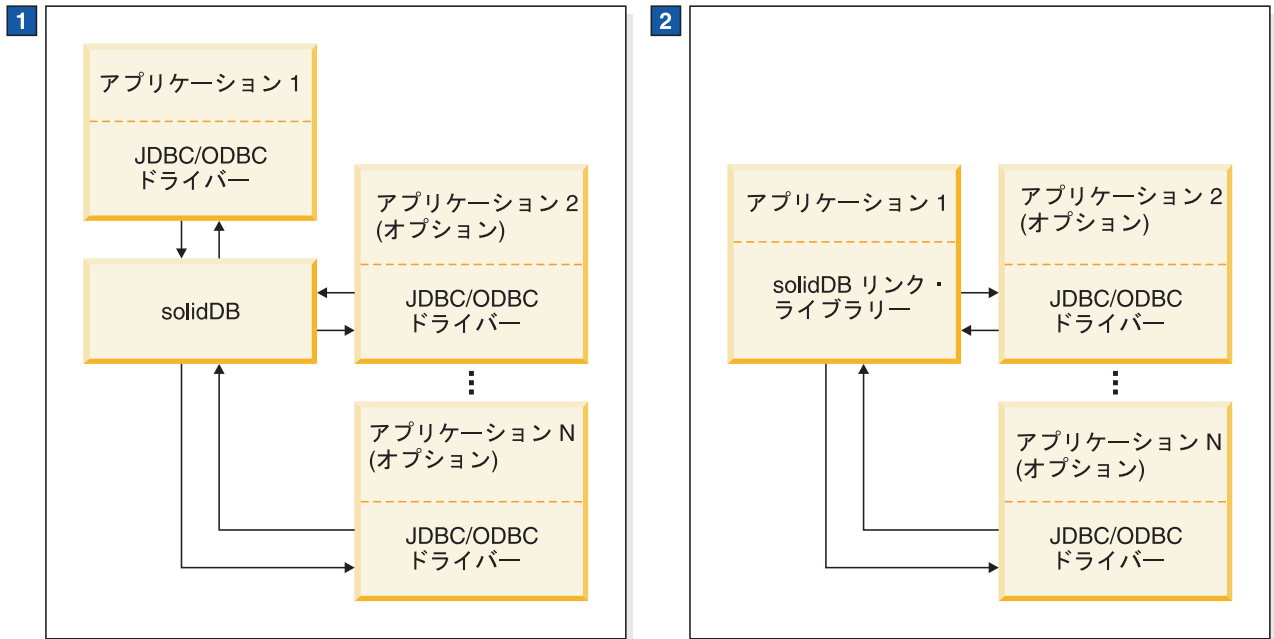 1
アプリケーション 1
JDBC/ODBC
ドライバー
solidDB
アプリケーション 2
(オプション)
JDBC/ODBC
ドライバー
アプリケーション N
(オプション)
JDBC/ODBC
ドライバー
2
アプリケーション 1
solidDB リンク・
ライブラリー
アプリケーション 2
(オプション)
JDBC/ODBC
ドライバー
アプリケーション N
(オプション)
JDBC/ODBC
ドライバー